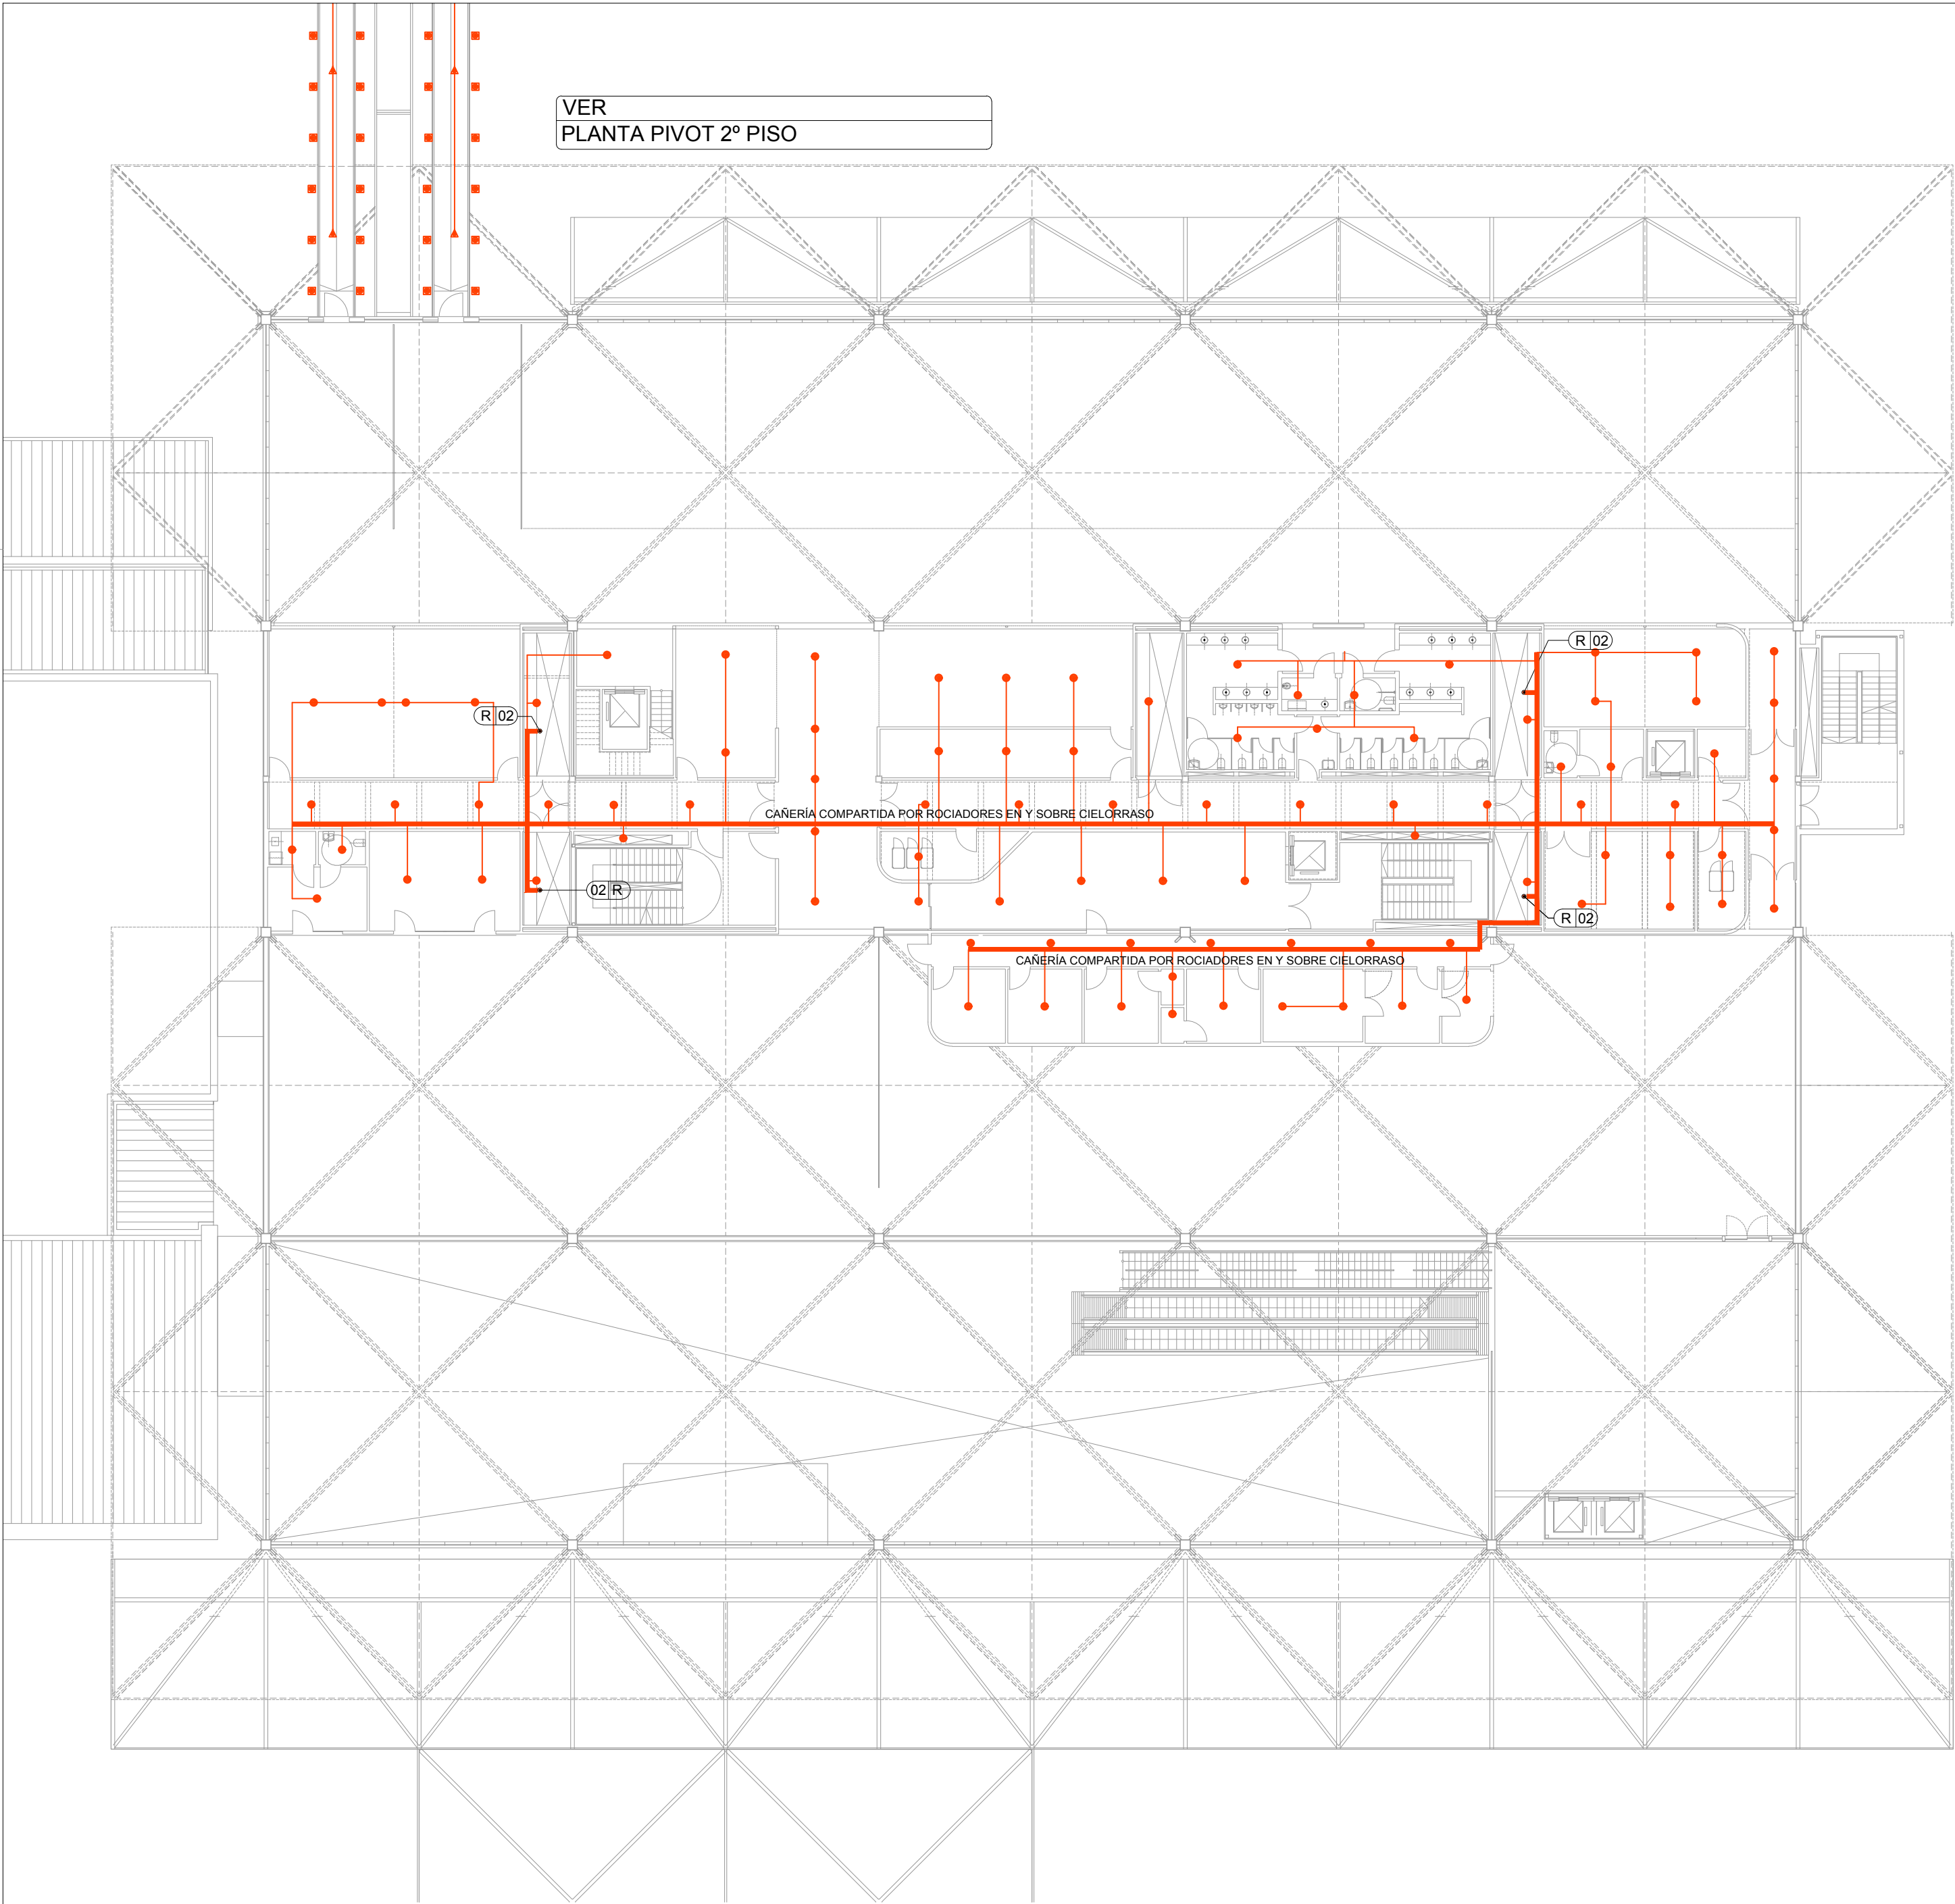 VER
PLANTA PIVOT 2º PISO
R 02
R 02
CAÑERÍA COMPARTIDA POR ROCIADORES EN Y SOBRE CIELORRASO
02 R
R 02
CAÑERÍA COMPARTIDA POR ROCIADORES EN Y SOBRE CIELORRASO